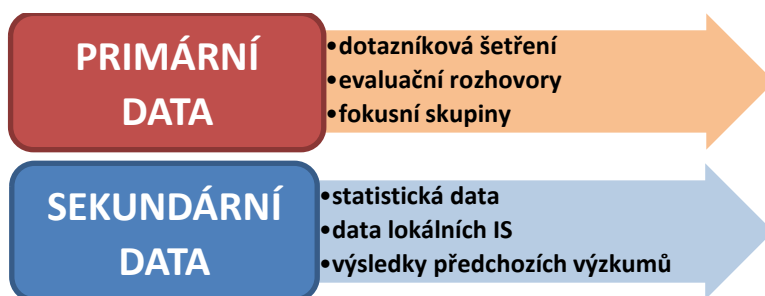 PRIMÁRNÍ
DATA
•dotazníková šetření
•evaluační rozhovory
•fokusní skupiny
SEKUNDÁRNÍ
DATA
•statistická data
•data lokálních IS
•výsledky předchozích výzkumů